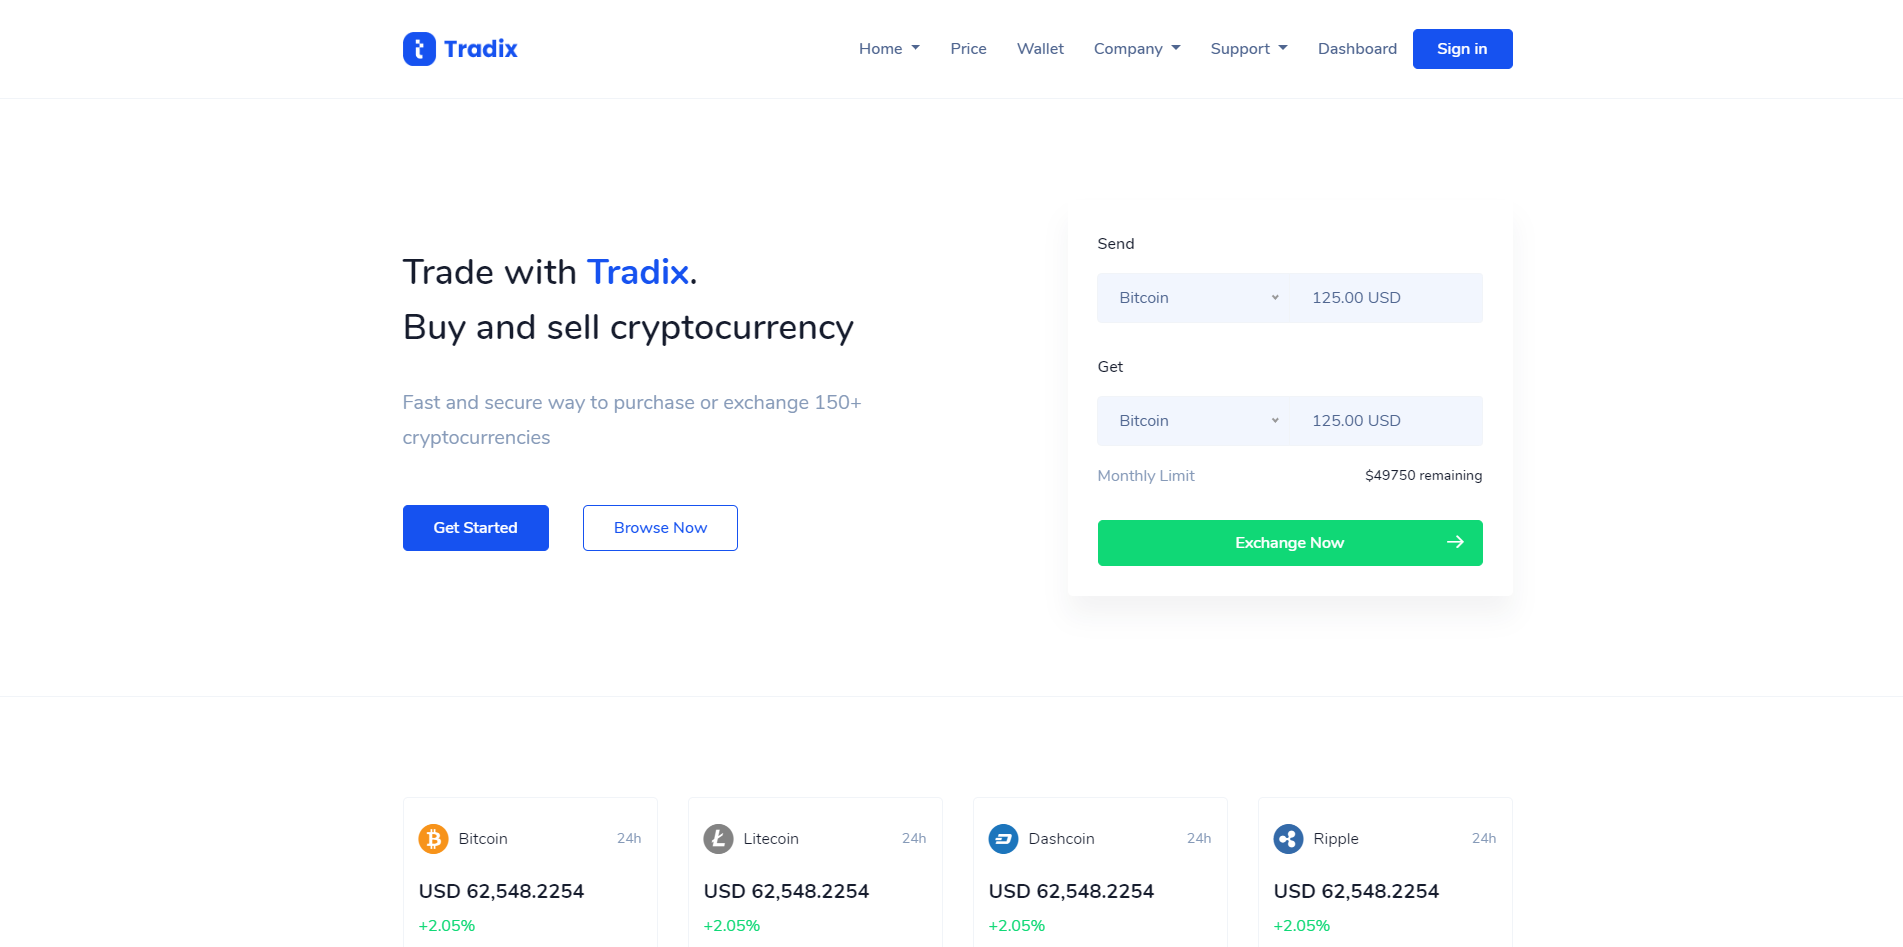 Tradix
Home Price Wallet Company Support Dashboard Sign in
Trade with Tradix.
Buy and sell cryptocurrency
Fast and secure way to purchase or exchange 150+
cryptocurrencies
Get Started Browse Now
Send
Bitcoin 125.00 USD
Get
Bitcoin 125.00 USD
Monthly Limit $49750 remaining
Exchange Now
Bitcoin 24h
USD 62,548.2254
+2.05%
Litecoin 24h
USD 62,548.2254
+2.05%
Dashcoin 24h
USD 62,548.2254
+2.05%
Ripple 24h
USD 62,548.2254
+2.05%